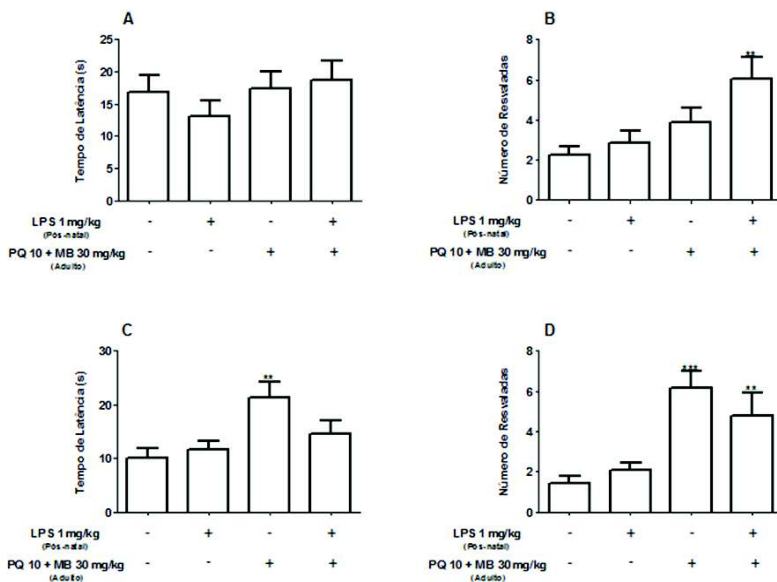 A
Tempo de Latência (s)
25
20
15
10
5
0
LPS 1 mg/kg - + - +
(Pós-natal)
PQ 10 + MB 30 mg/kg - - + +
(Adulto)
B
Número de Resvaladas
8
6
4
2
0
**
LPS 1 mg/kg - + - +
(Pós-natal)
PQ 10 + MB 30 mg/kg - - + +
(Adulto)
C
Tempo de Latência (s)
30
20
10
0
**
LPS 1 mg/kg - + - +
(Pós-natal)
PQ 10 + MB 30 mg/kg - - + +
(Adulto)
D
Número de Resvaladas
8
6
4
2
0
*** **
LPS 1 mg/kg - + - +
(Pós-natal)
PQ 10 + MB 30 mg/kg - - + +
(Adulto)